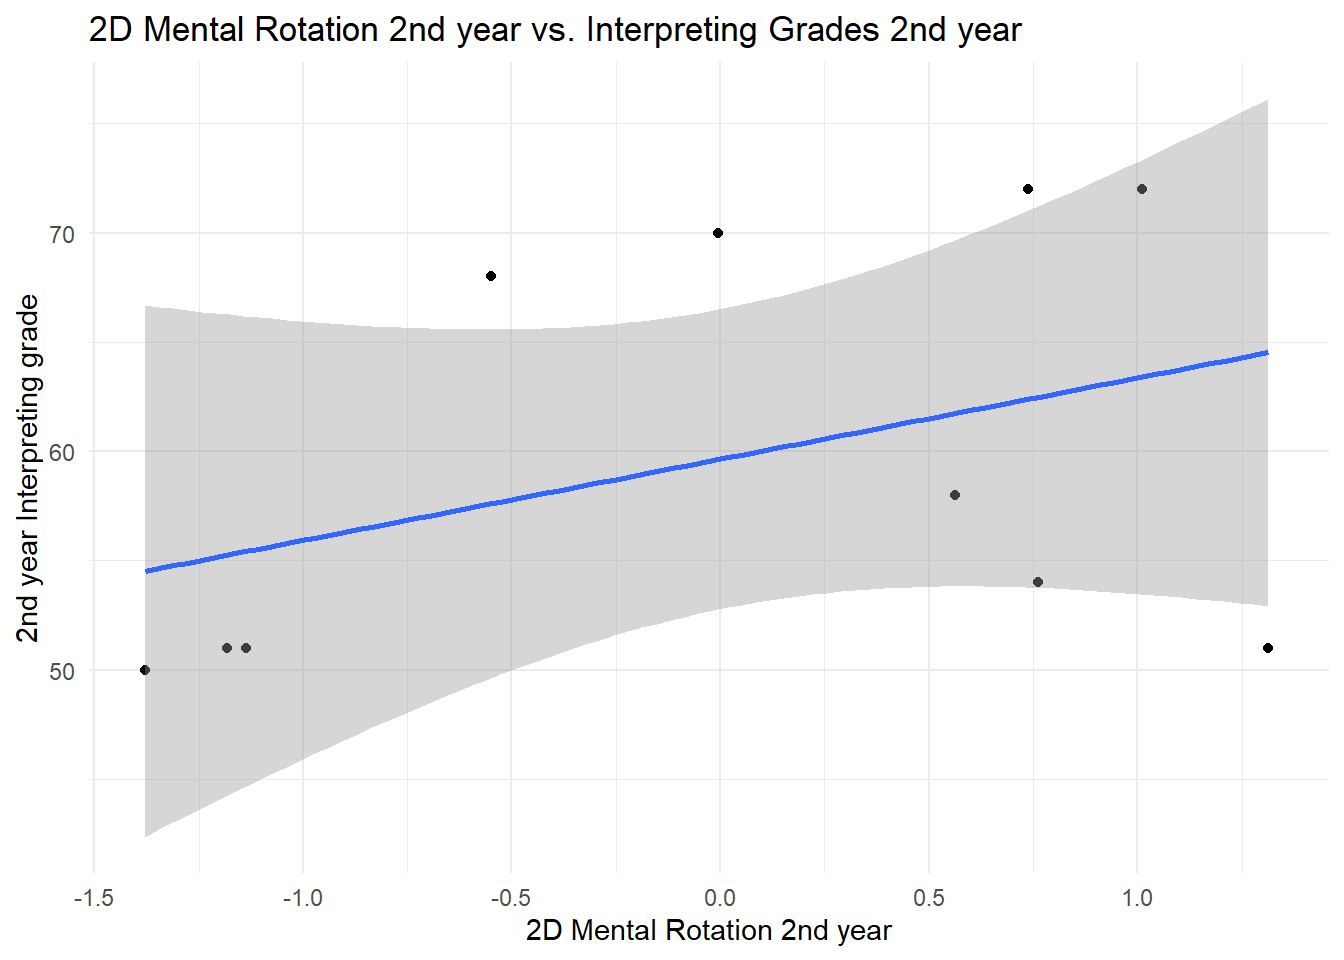 2D Mental Rotation 2nd year vs. Interpreting Grades 2nd year
2nd year Interpreting grade
70
60
50
-1.5 -1.0 -0.5 0.0 0.5 1.0
2D Mental Rotation 2nd year